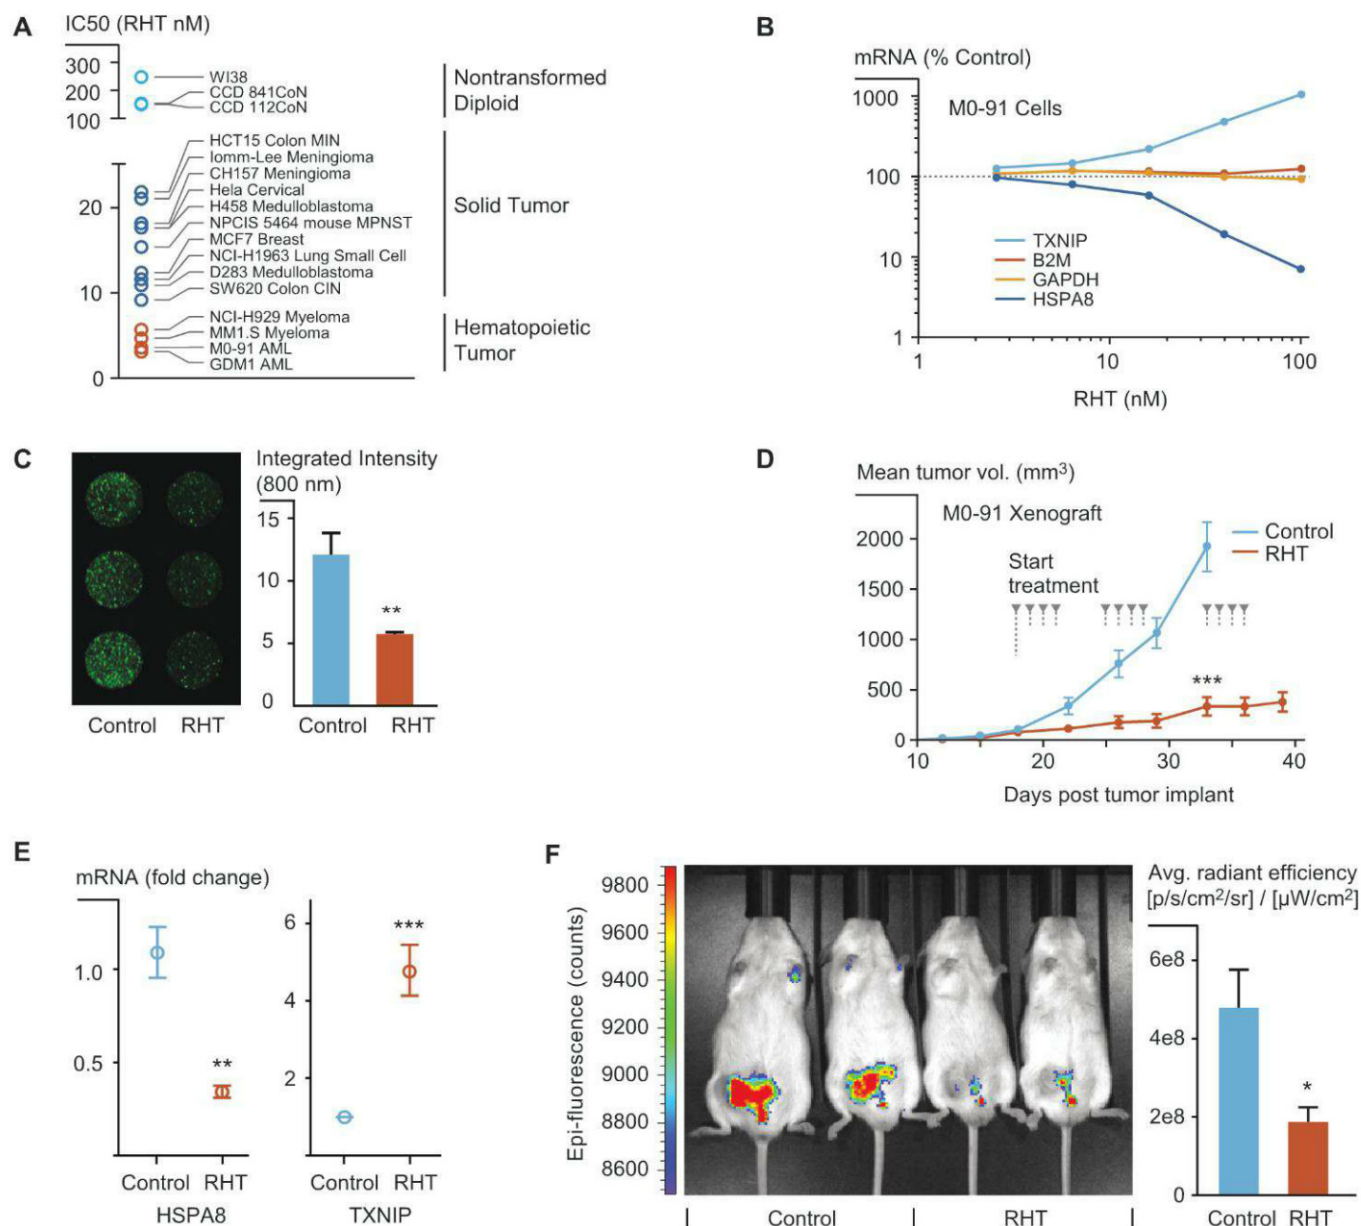 A
IC50 (RHT nM)
300
200
100
20
10
0
WI38
CCD 841CoN
CCD 112CoN
Nontransformed
Diploid
HCT15 Colon MIN
Iomm-Lee Meningioma
CH157 Meningioma
Hela Cervical
H458 Medulloblastoma
NPCIS 5464 mouse MPNST
MCF7 Breast
NCI-H1963 Lung Small Cell
D283 Medulloblastoma
SW620 Colon CIN
Solid Tumor
NCI-H929 Myeloma
MM1.S Myeloma
M0-91 AML
GDM1 AML
Hematopoietic
Tumor
B
mRNA (% Control)
M0-91 Cells
1000
100
10
1
TXNIP
B2M
GAPDH
HSPA8
1 10 100
RHT (nM)
C
Control RHT
Integrated Intensity
(800 nm)
15
10
5
0
**
Control RHT
D
Mean tumor vol. (mm3)
M0-91 Xenograft
Control
RHT
Start
treatment
2000
1000
500
0
***
10 20 30 40
Days post tumor implant
E
mRNA (fold change)
1.0
0.5
**
Control RHT
HSPA8
6
4
2
***
Control RHT
TXNIP
F
Epi-fluorescence (counts)
9800
9600
9400
9200
9000
8800
8600
Control RHT
Avg. radiant efficiency
[p/s/cm2/sr] / [µW/cm2]
6e8
4e8
2e8
0
*
Control RHT